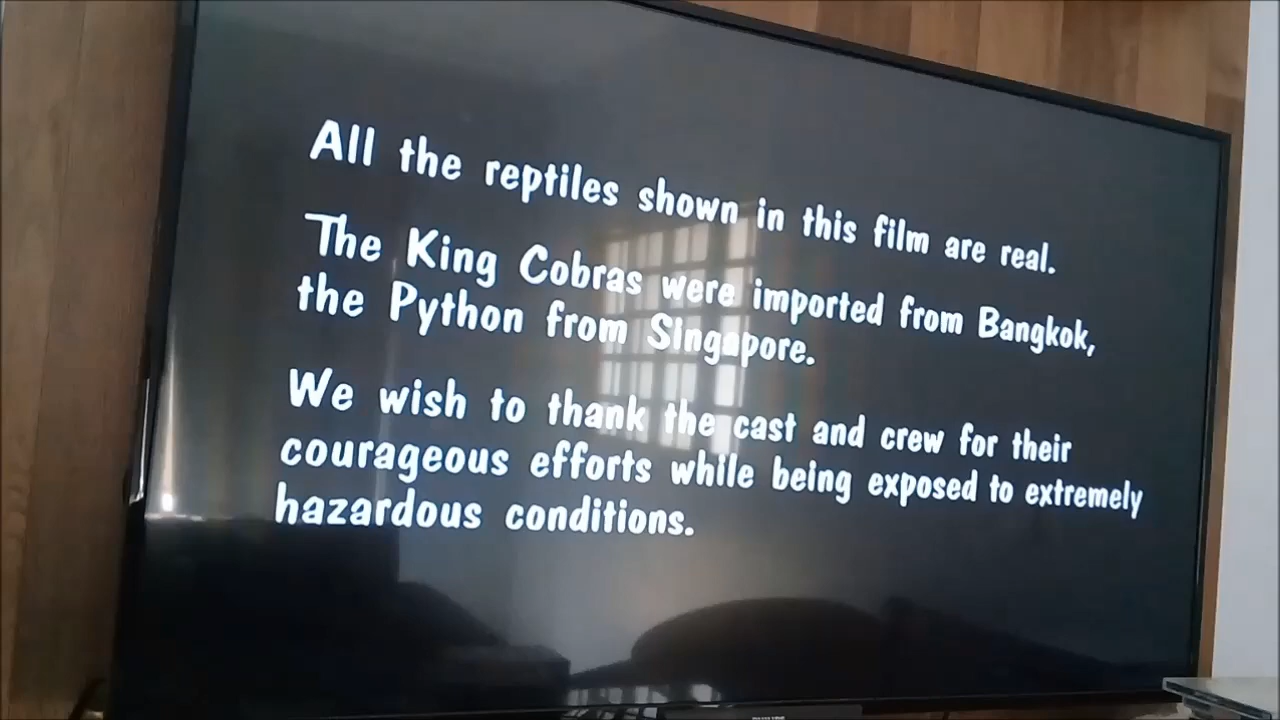 All the reptiles shown in this film are real.
The King Cobras were imported from Bangkok,
the Python from Singapore.
We wish to thank the cast and crew for their
courageous efforts while being exposed to extremely
hazardous conditions.